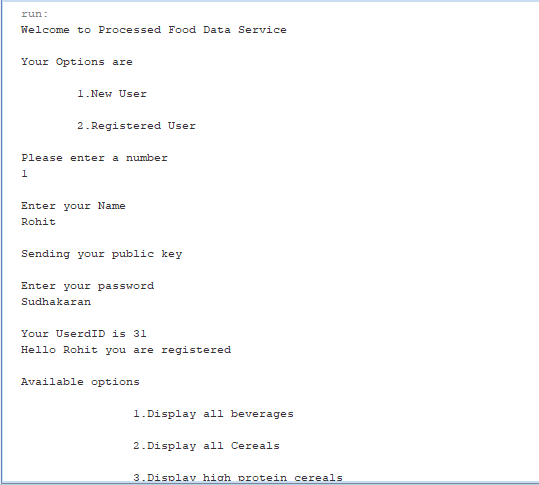 run:
Welcome to Processed Food Data Service
Your Options are
1.New User
2.Registered User
Please enter a number
1
Enter your Name
Rohit
Sending your public key
Enter your password
Sudhakaran
Your UserdID is 31
Hello Rohit you are registered
Available options
1.Display all beverages
2.Display all Cereals
3.Display high protein cereals